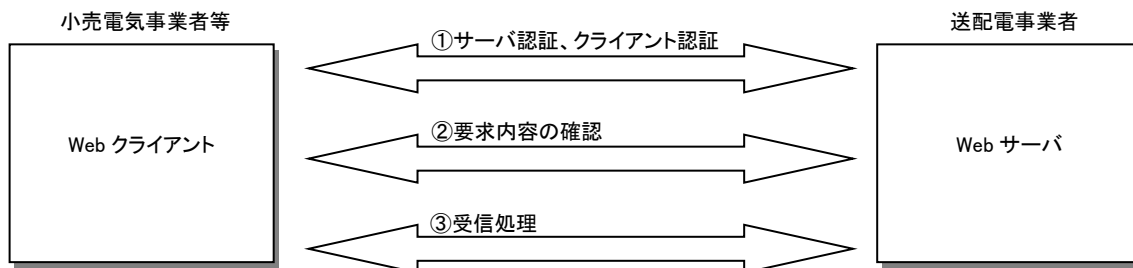 小売電気事業者等
送配電事業者
①サーバ認証、クライアント認証
Web クライアント
②要求内容の確認
Web サーバ
③受信処理